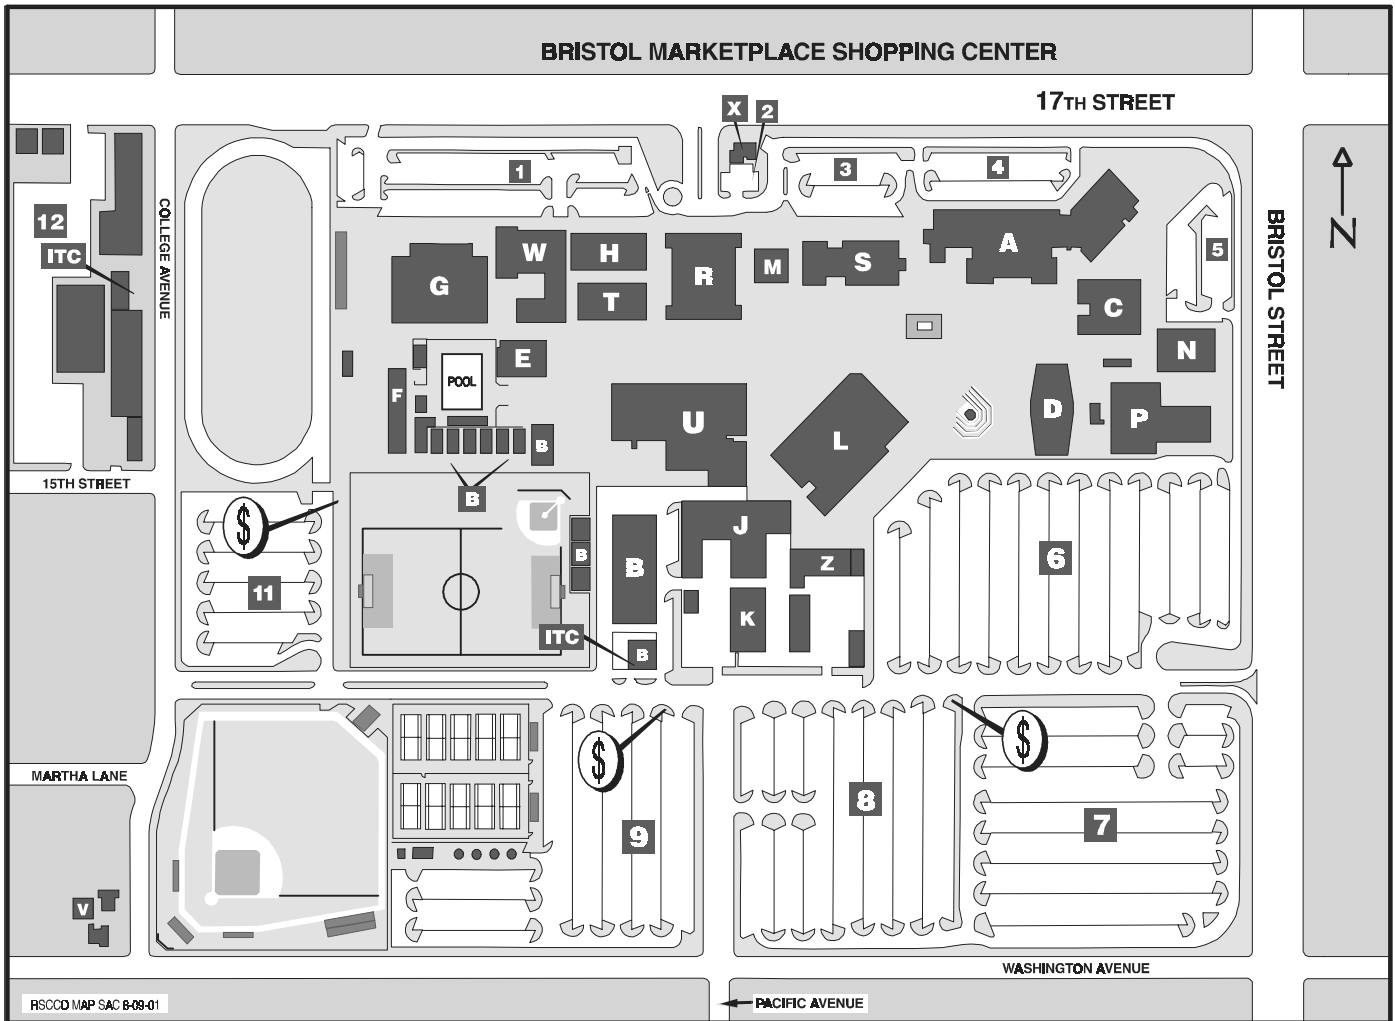 BRISTOL MARKETPLACE SHOPPING CENTER
17TH STREET
X
2
1
3
4
12
ITC
COLLEGE AVENUE
G
W
H
T
R
M
S
A
5
BRISTOL STREET
N
C
N
E
POOL
F
B
U
L
D
P
15TH STREET
B
$
11
B
B
J
Z
K
6
ITC
B
MARTHA LANE
$
$
9
8
7
V
WASHINGTON AVENUE
RSCCD MAP SAC 8-09-01
PACIFIC AVENUE